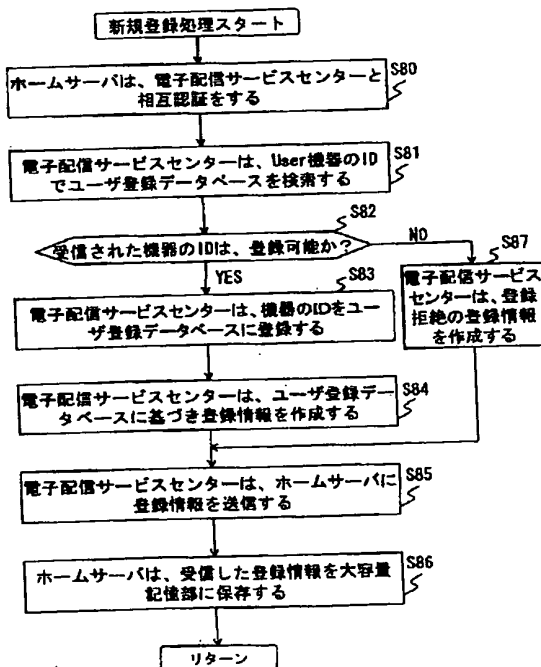 新規登録処理スタート
S80
ホームサーバは、電子配信サービスセンターと
相互認証をする
S81
電子配信サービスセンターは、User機器のID
でユーザ登録データベースを検索する
S82
受信された機器のIDは、登録可能か?
NO
S87
YES
S83
電子配信サービス
センターは、登録
拒絶の登録情報
を作成する
電子配信サービスセンターは、機器のIDをユー
ザ登録データベースに登録する
S84
電子配信サービスセンターは、ユーザ登録デー
タベースに基づき登録情報を作成する
S85
電子配信サービスセンターは、ホームサーバに
登録情報を送信する
S86
ホームサーバは、受信した登録情報を大容量
記憶部に保存する
リターン